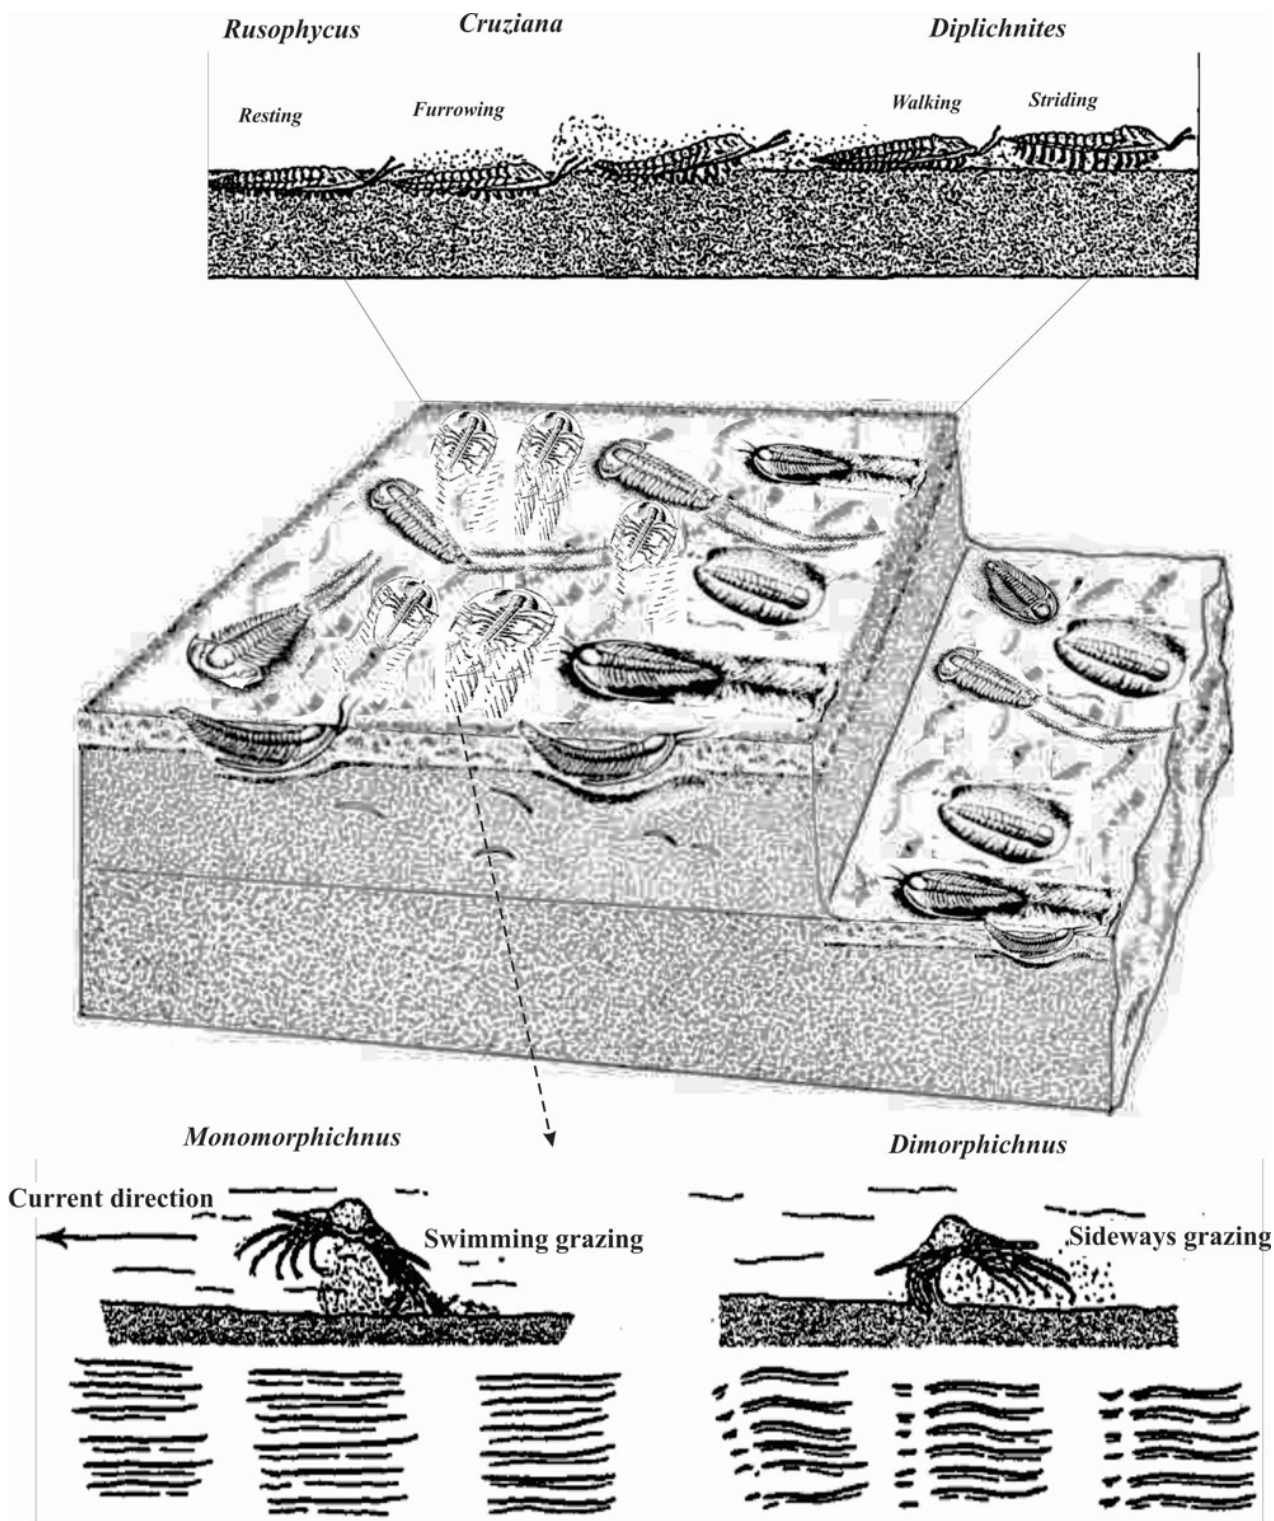 Rusophycus
Cruziana
Diplichnites
Resting
Furrowing
Walking
Striding
Monomorphichnus
Dimorphichnus
Current direction
Swimming grazing
Sideways grazing